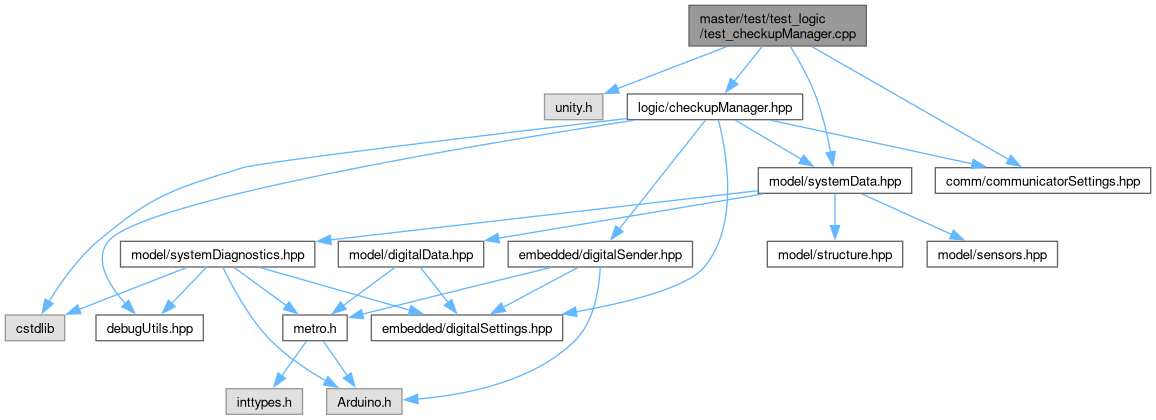 master/test/test_logic
/test_checkupManager.cpp
unity.h
logic/checkupManager.hpp
model/systemData.hpp
comm/communicatorSettings.hpp
model/systemDiagnostics.hpp
model/digitalData.hpp
embedded/digitalSender.hpp
model/structure.hpp
model/sensors.hpp
cstdlib
debugUtils.hpp
metro.h
embedded/digitalSettings.hpp
inttypes.h
Arduino.h